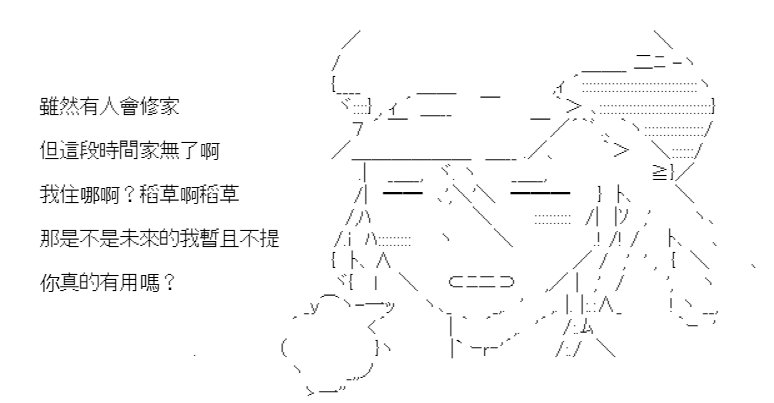 雖然有人會修家
但這段時間家無了啊
我住哪啊？稻草啊稻草
那是不是未來的我暫且不提
你真的有用嗎？